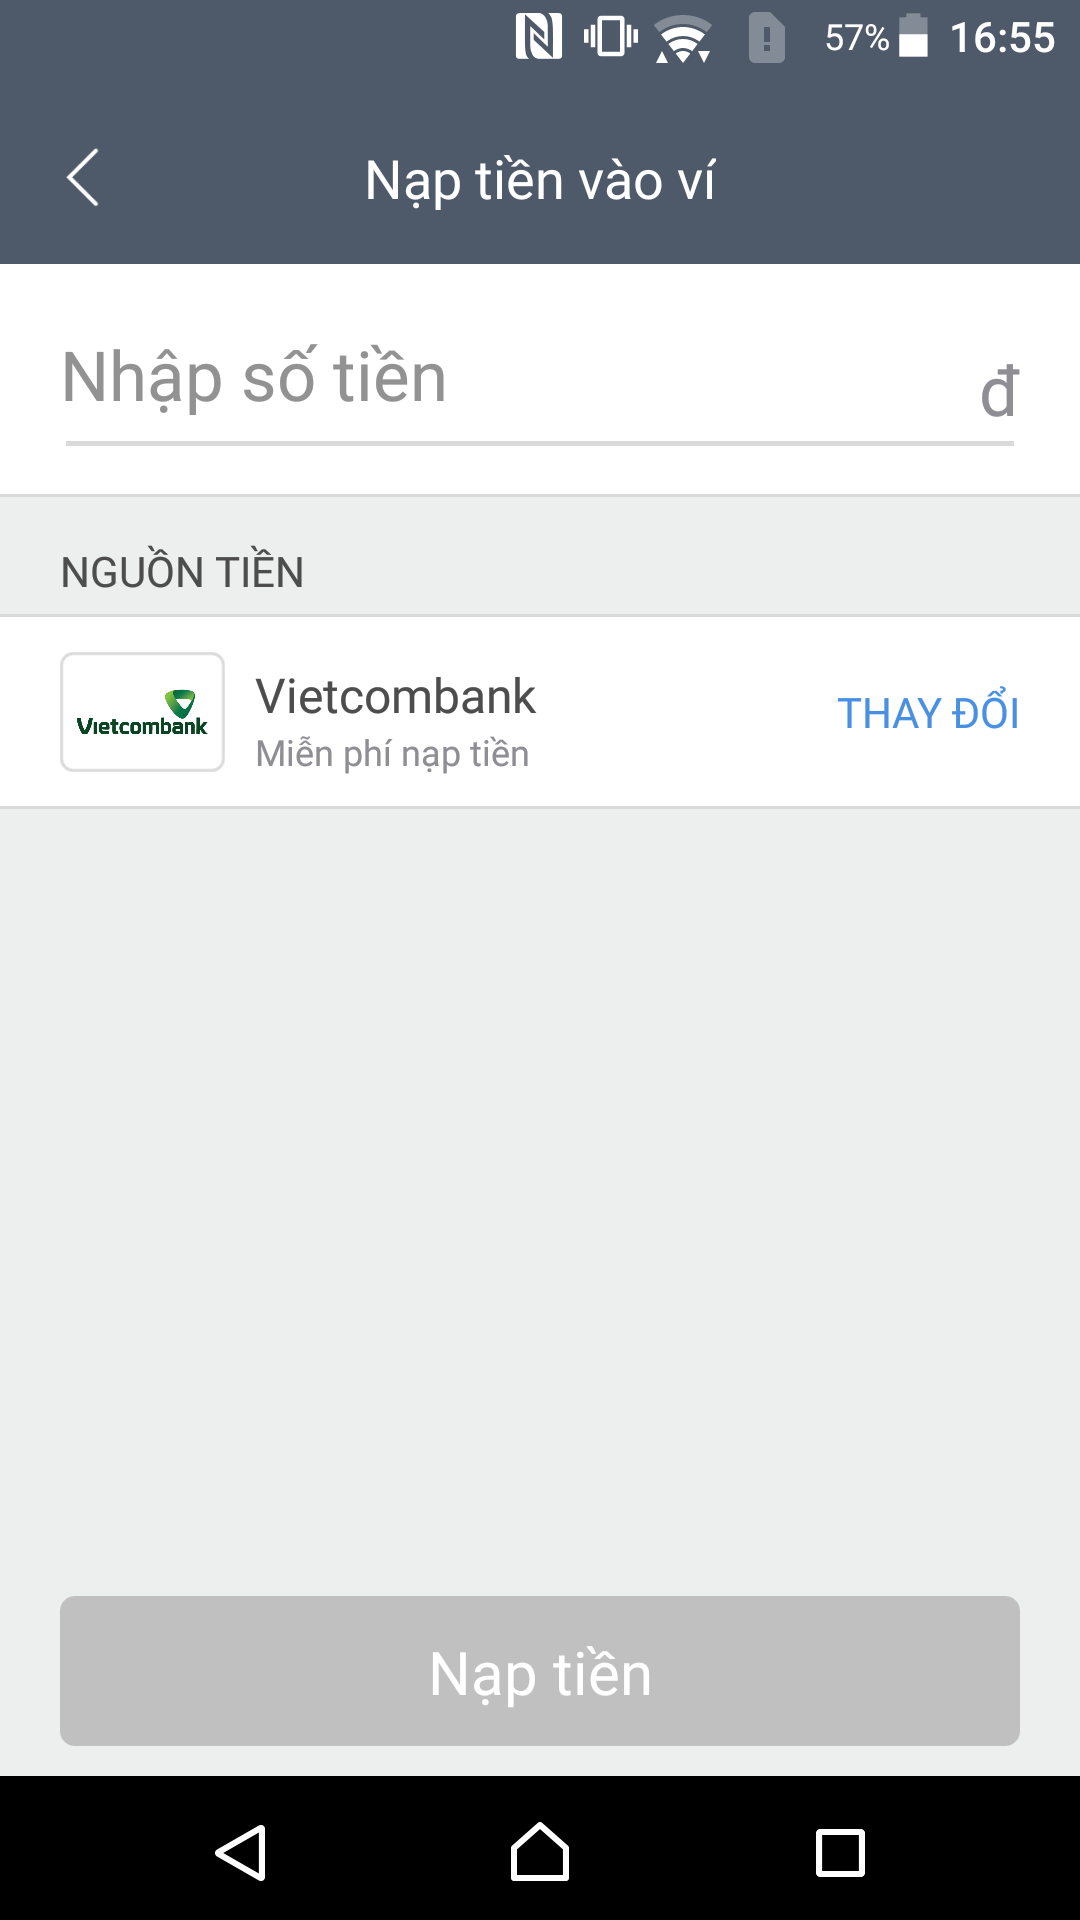 57% 16:55
Nạp tiền vào ví
Nhập số tiền đ
NGUỒN TIỀN
Vietcombank
Vietcombank
Miễn phí nạp tiền
THAY ĐỔI
Nạp tiền